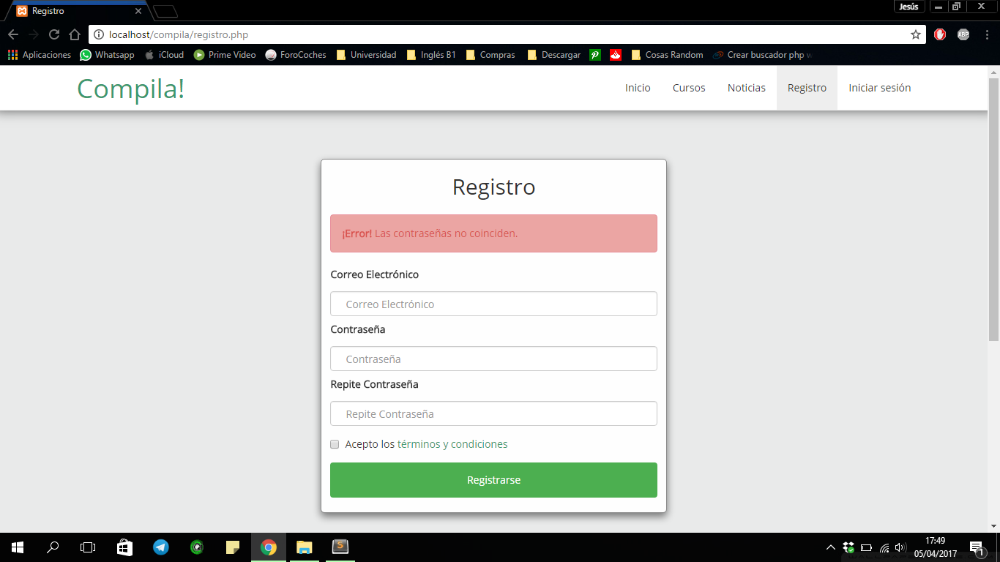 Registro
Jesús
localhost/compila/registro.php
ABP
Aplicaciones Whatsapp iCloud Prime Video ForoCoches Universidad Inglés B1 Compras Descargar Cosas Random Crear buscador php
Compila!
Inicio Cursos Noticias Registro Iniciar sesión
Registro
¡Error! Las contraseñas no coinciden.
Correo Electrónico
Correo Electrónico
Contraseña
Contraseña
Repite Contraseña
Repite Contraseña
Acepto los términos y condiciones
Registrarse
17:49
05/04/2017
1